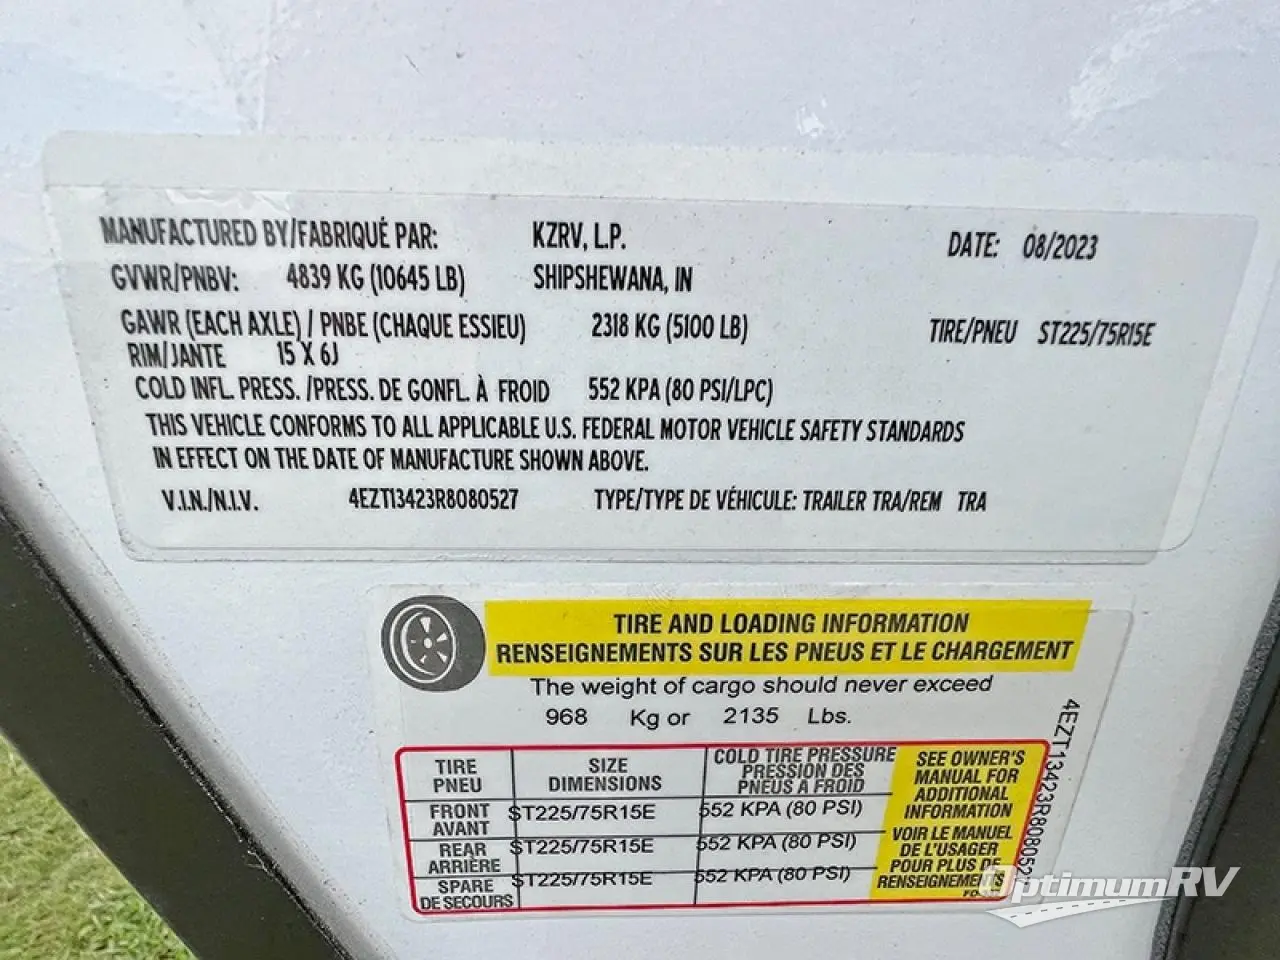 MANUFACTURED BY/FABRIQUÉ PAR: KZRV, L.P. DATE: 08/2023
GVWR/PNBV: 4839 KG (10645 LB) SHIPSHEWANA, IN
GAWR (EACH AXLE) / PNBE (CHAQUE ESSIEU) 2318 KG (5100 LB) TIRE/PNEU ST225/75R15E
RIM/JANTE 15 X 6J
COLD INFL. PRESS. /PRESS. DE GONFL. À FROID 552 KPA (80 PSI/LPC)
THIS VEHICLE CONFORMS TO ALL APPLICABLE U.S. FEDERAL MOTOR VEHICLE SAFETY STANDARDS
IN EFFECT ON THE DATE OF MANUFACTURE SHOWN ABOVE.
V.I.N./N.I.V. 4EZT13423R8080527 TYPE/TYPE DE VÉHICULE: TRAILER TRA/REM TRA
TIRE AND LOADING INFORMATION
RENSEIGNEMENTS SUR LES PNEUS ET LE CHARGEMENT
The weight of cargo should never exceed
968 Kg or 2135 Lbs.
TIRE
PNEU
SIZE
DIMENSIONS
COLD TIRE PRESSURE
PRESSION DES
PNEUS A FROID
FRONT
AVANT
ST225/75R15E 552 KPA (80 PSI)
REAR
ARRIÈRE
ST225/75R15E 552 KPA (80 PSI)
SPARE
DE SECOURS
ST225/75R15E 552 KPA (80 PSI)
SEE OWNER'S
MANUAL FOR
ADDITIONAL
INFORMATION
VOIR LE MANUEL
DE L'USAGER
POUR PLUS DE
RENSEIGNEMENTS
4EZT13423R808052
OptimumRV